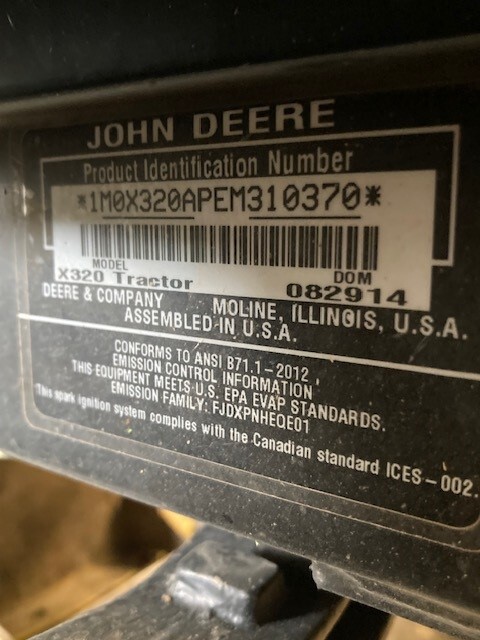 JOHN DEERE
Product Identification Number
*1M0X320APEM310370*
MODEL DOM
X320 Tractor 082914
DEERE & COMPANY MOLINE, ILLINOIS, U.S.A.
ASSEMBLED IN U.S.A.
CONFORMS TO ANSI B71.1-2012
EMISSION CONTROL INFORMATION
THIS EQUIPMENT MEETS U.S. EPA EVAP STANDARDS.
EMISSION FAMILY: FJDXPNHEQE01
This spark ignition system complies with the Canadian standard ICES-002.